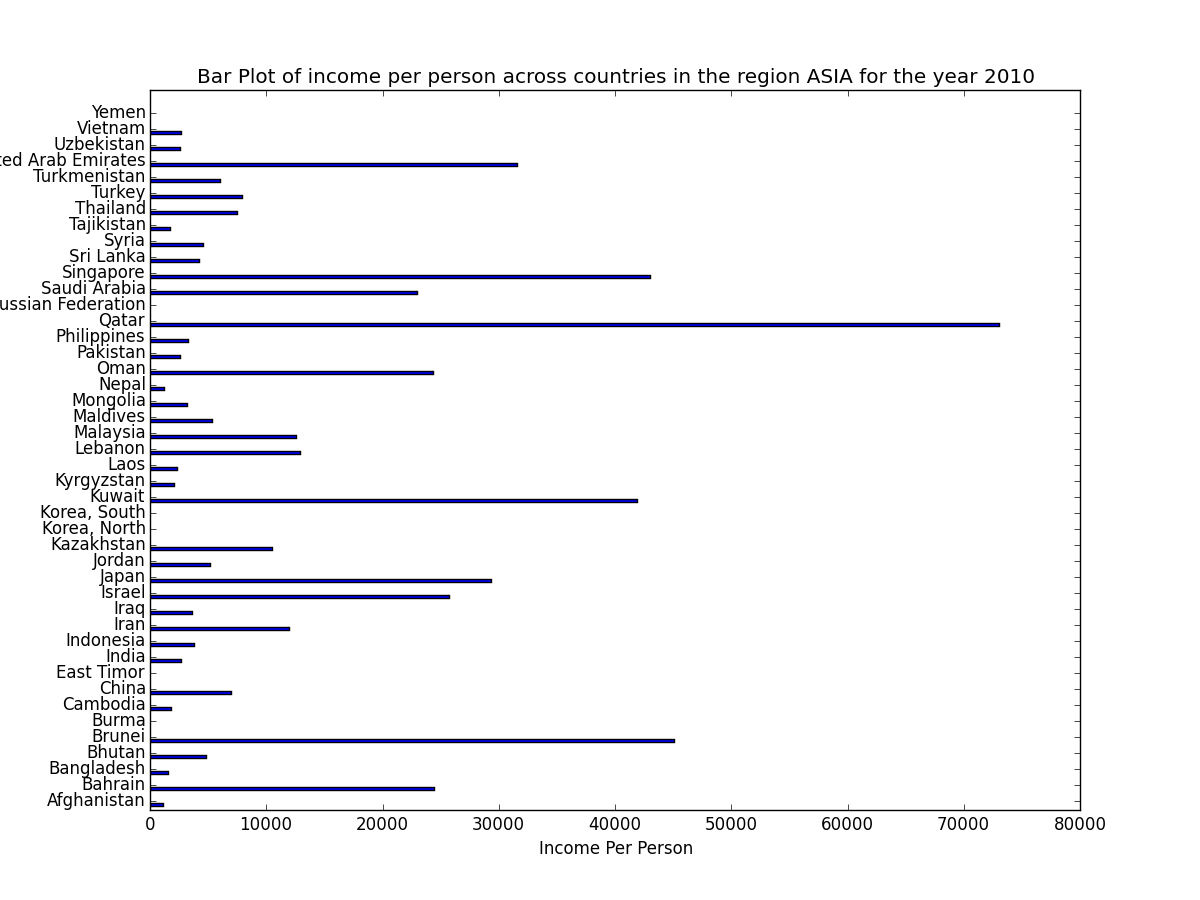 Bar Plot of income per person across countries in the region ASIA for the year 2010
Yemen
Vietnam
Uzbekistan
ted Arab Emirates
Turkmenistan
Turkey
Thailand
Tajikistan
Syria
Sri Lanka
Singapore
Saudi Arabia
ussian Federation
Qatar
Philippines
Pakistan
Oman
Nepal
Mongolia
Maldives
Malaysia
Lebanon
Laos
Kyrgyzstan
Kuwait
Korea, South
Korea, North
Kazakhstan
Jordan
Japan
Israel
Iraq
Iran
Indonesia
India
East Timor
China
Cambodia
Burma
Brunei
Bhutan
Bangladesh
Bahrain
Afghanistan
0 10000 20000 30000 40000 50000 60000 70000 80000
Income Per Person